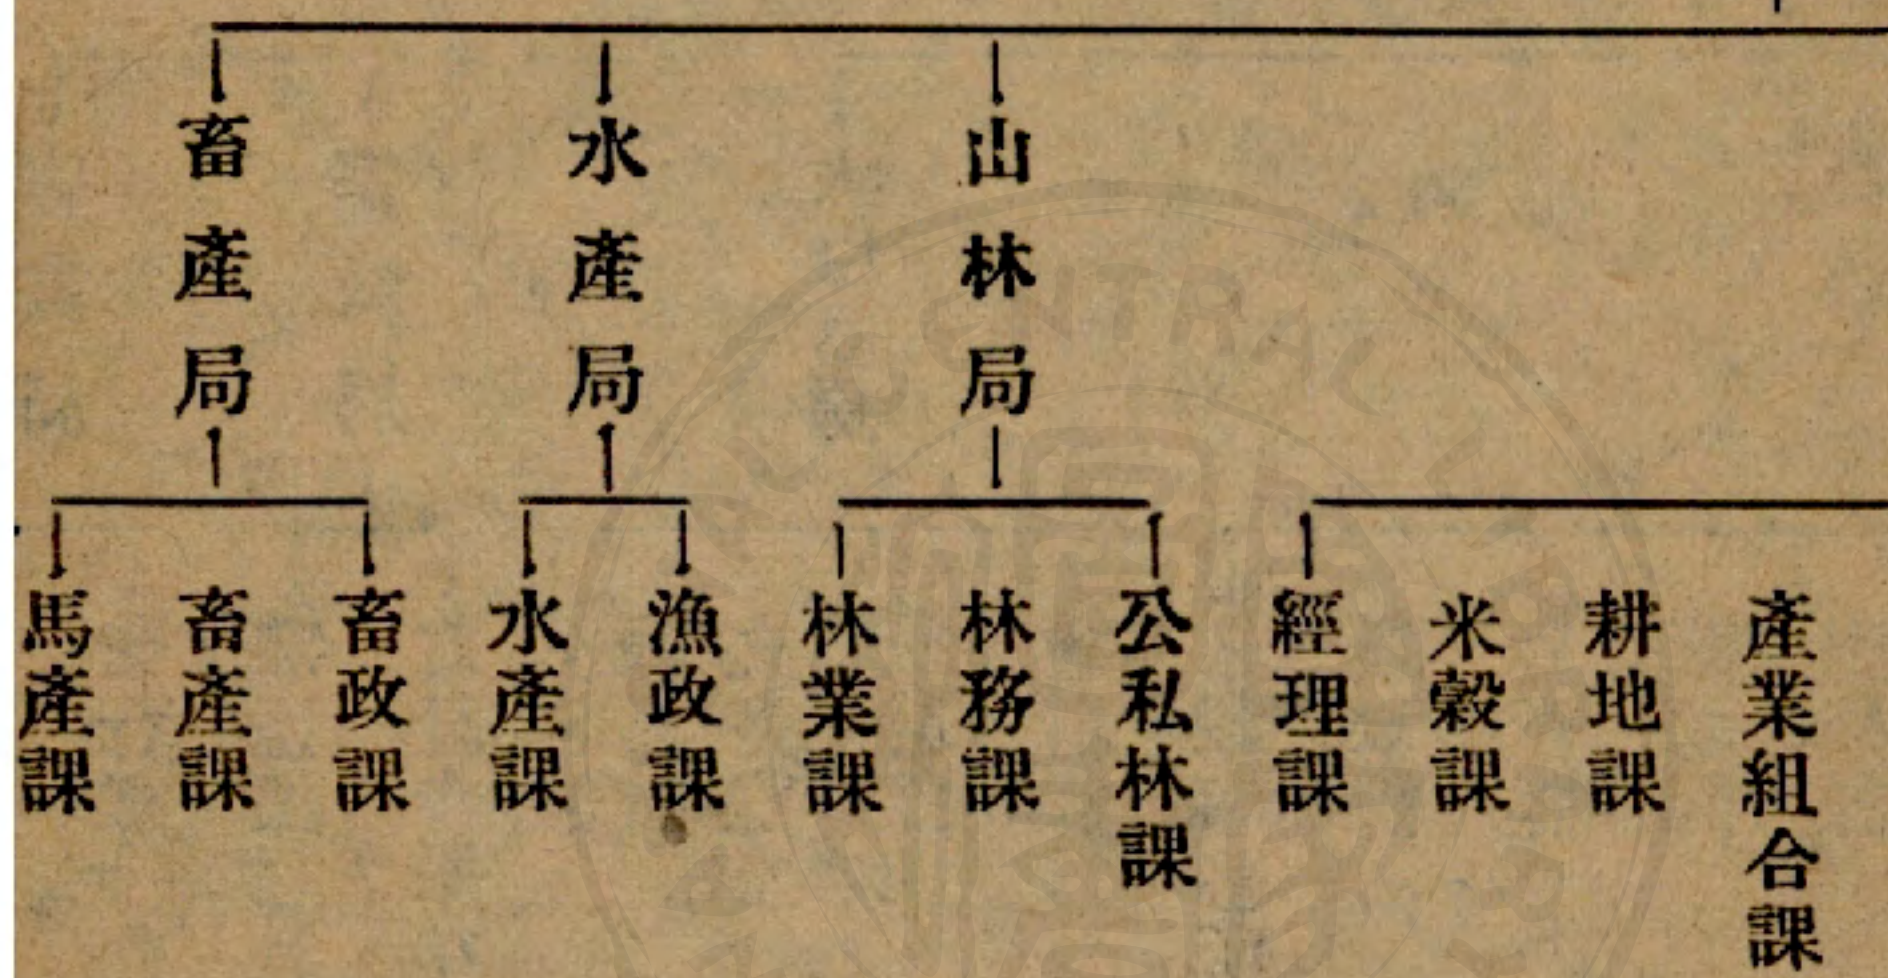 山林局
水產局
畜產局
產業組合課
耕地課
米穀課
經理課
公私林課
林務課
林業課
漁政課
水產課
畜政課
畜產課
馬產課
CENTRAL